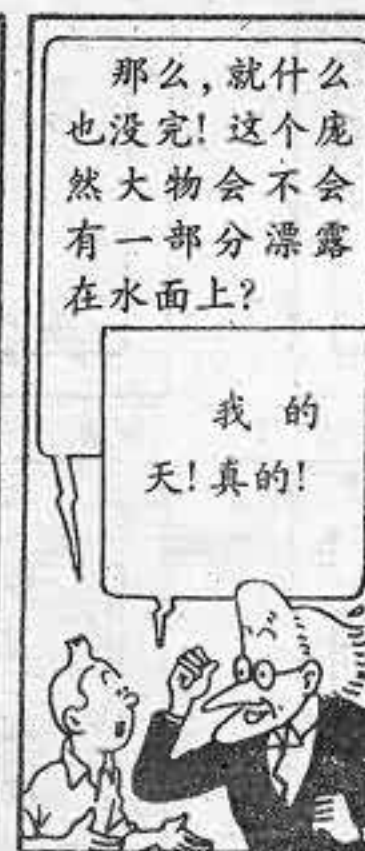 那么,就什么
也没完!这个庞
然大物会不会
有一部分漂露
在水面上?
我的
天!真的!